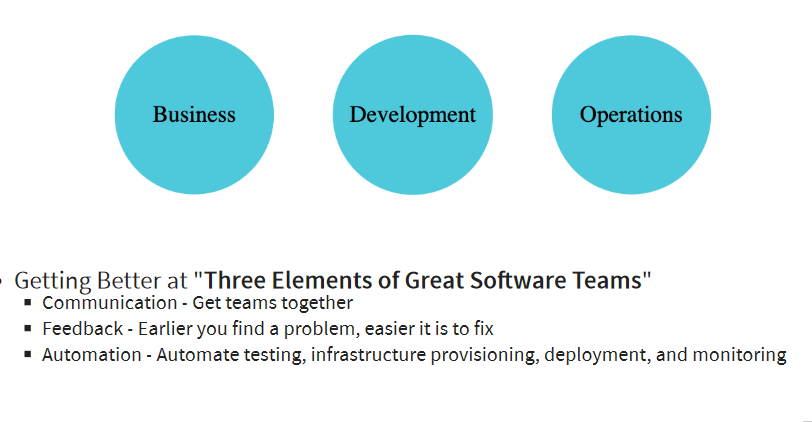 Business Development Operations
Getting Better at "Three Elements of Great Software Teams"
Communication - Get teams together
Feedback - Earlier you find a problem, easier it is to fix
Automation - Automate testing, infrastructure provisioning, deployment, and monitoring